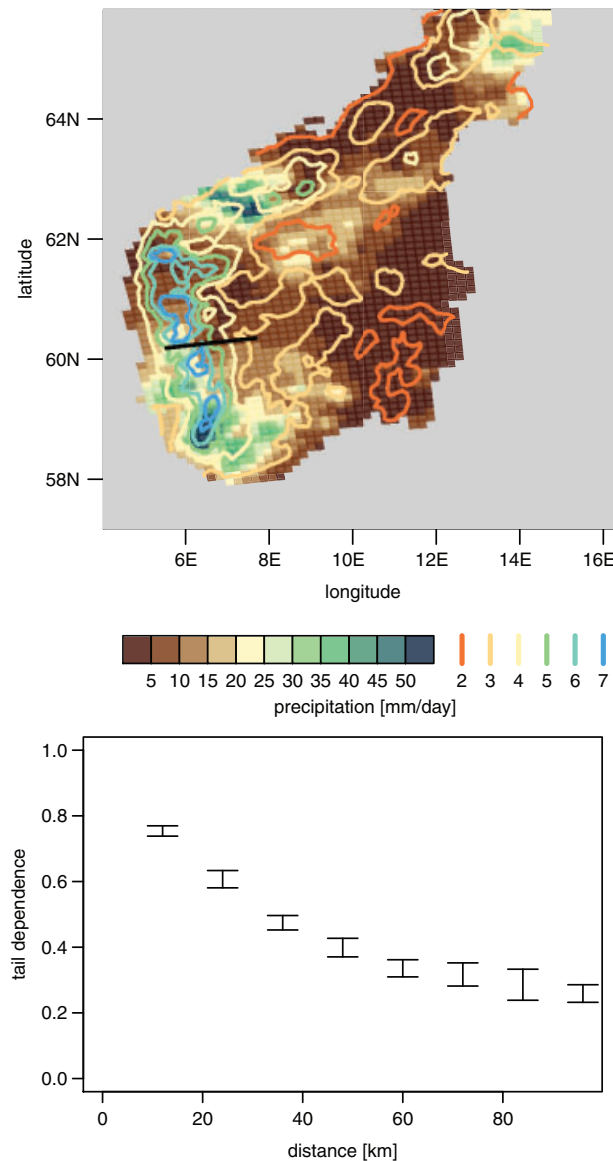 64N
62N
60N
58N
latitude
6E 8E 10E 12E 14E 16E
longitude
5 10 15 20 25 30 35 40 45 50 2 3 4 5 6 7
precipitation [mm/day]
1.0
0.8
0.6
0.4
0.2
0.0
tail dependence
0 20 40 60 80
distance [km]